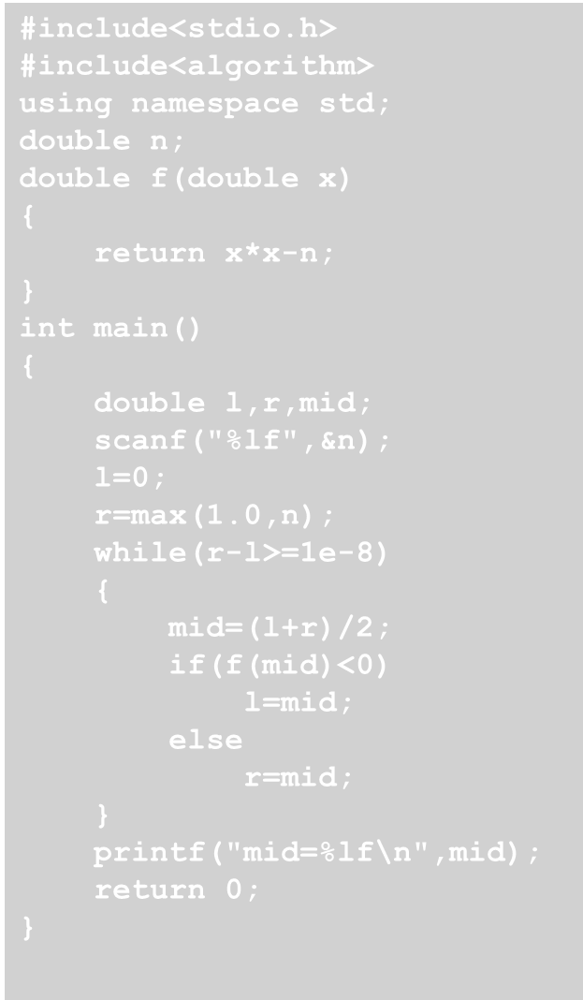 #include<stdio.h>
#include<algorithm>
using namespace std;
double n;
double f(double x)
{
     return x*x-n;
}
int main()
{
     double l,r,mid;
     scanf("%lf",&n);
     l=0;
     r=max(1.0,n);
     while(r-l>=1e-8)
     {
          mid=(l+r)/2;
          if(f(mid)<0)
               l=mid;
          else
               r=mid;
     }
     printf("mid=%lf\n",mid);
     return 0;
}